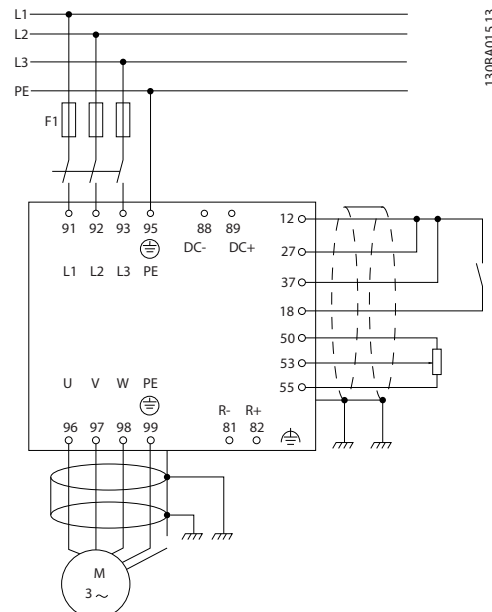 L1
L2
L3
PE
F1
130BA015.13
91 92 93 95 88 89
DC- DC+
L1 L2 L3 PE
12
27
37
18
50
53
55
U V W PE
R- R+
96 97 98 99 81 82
M
3 ~